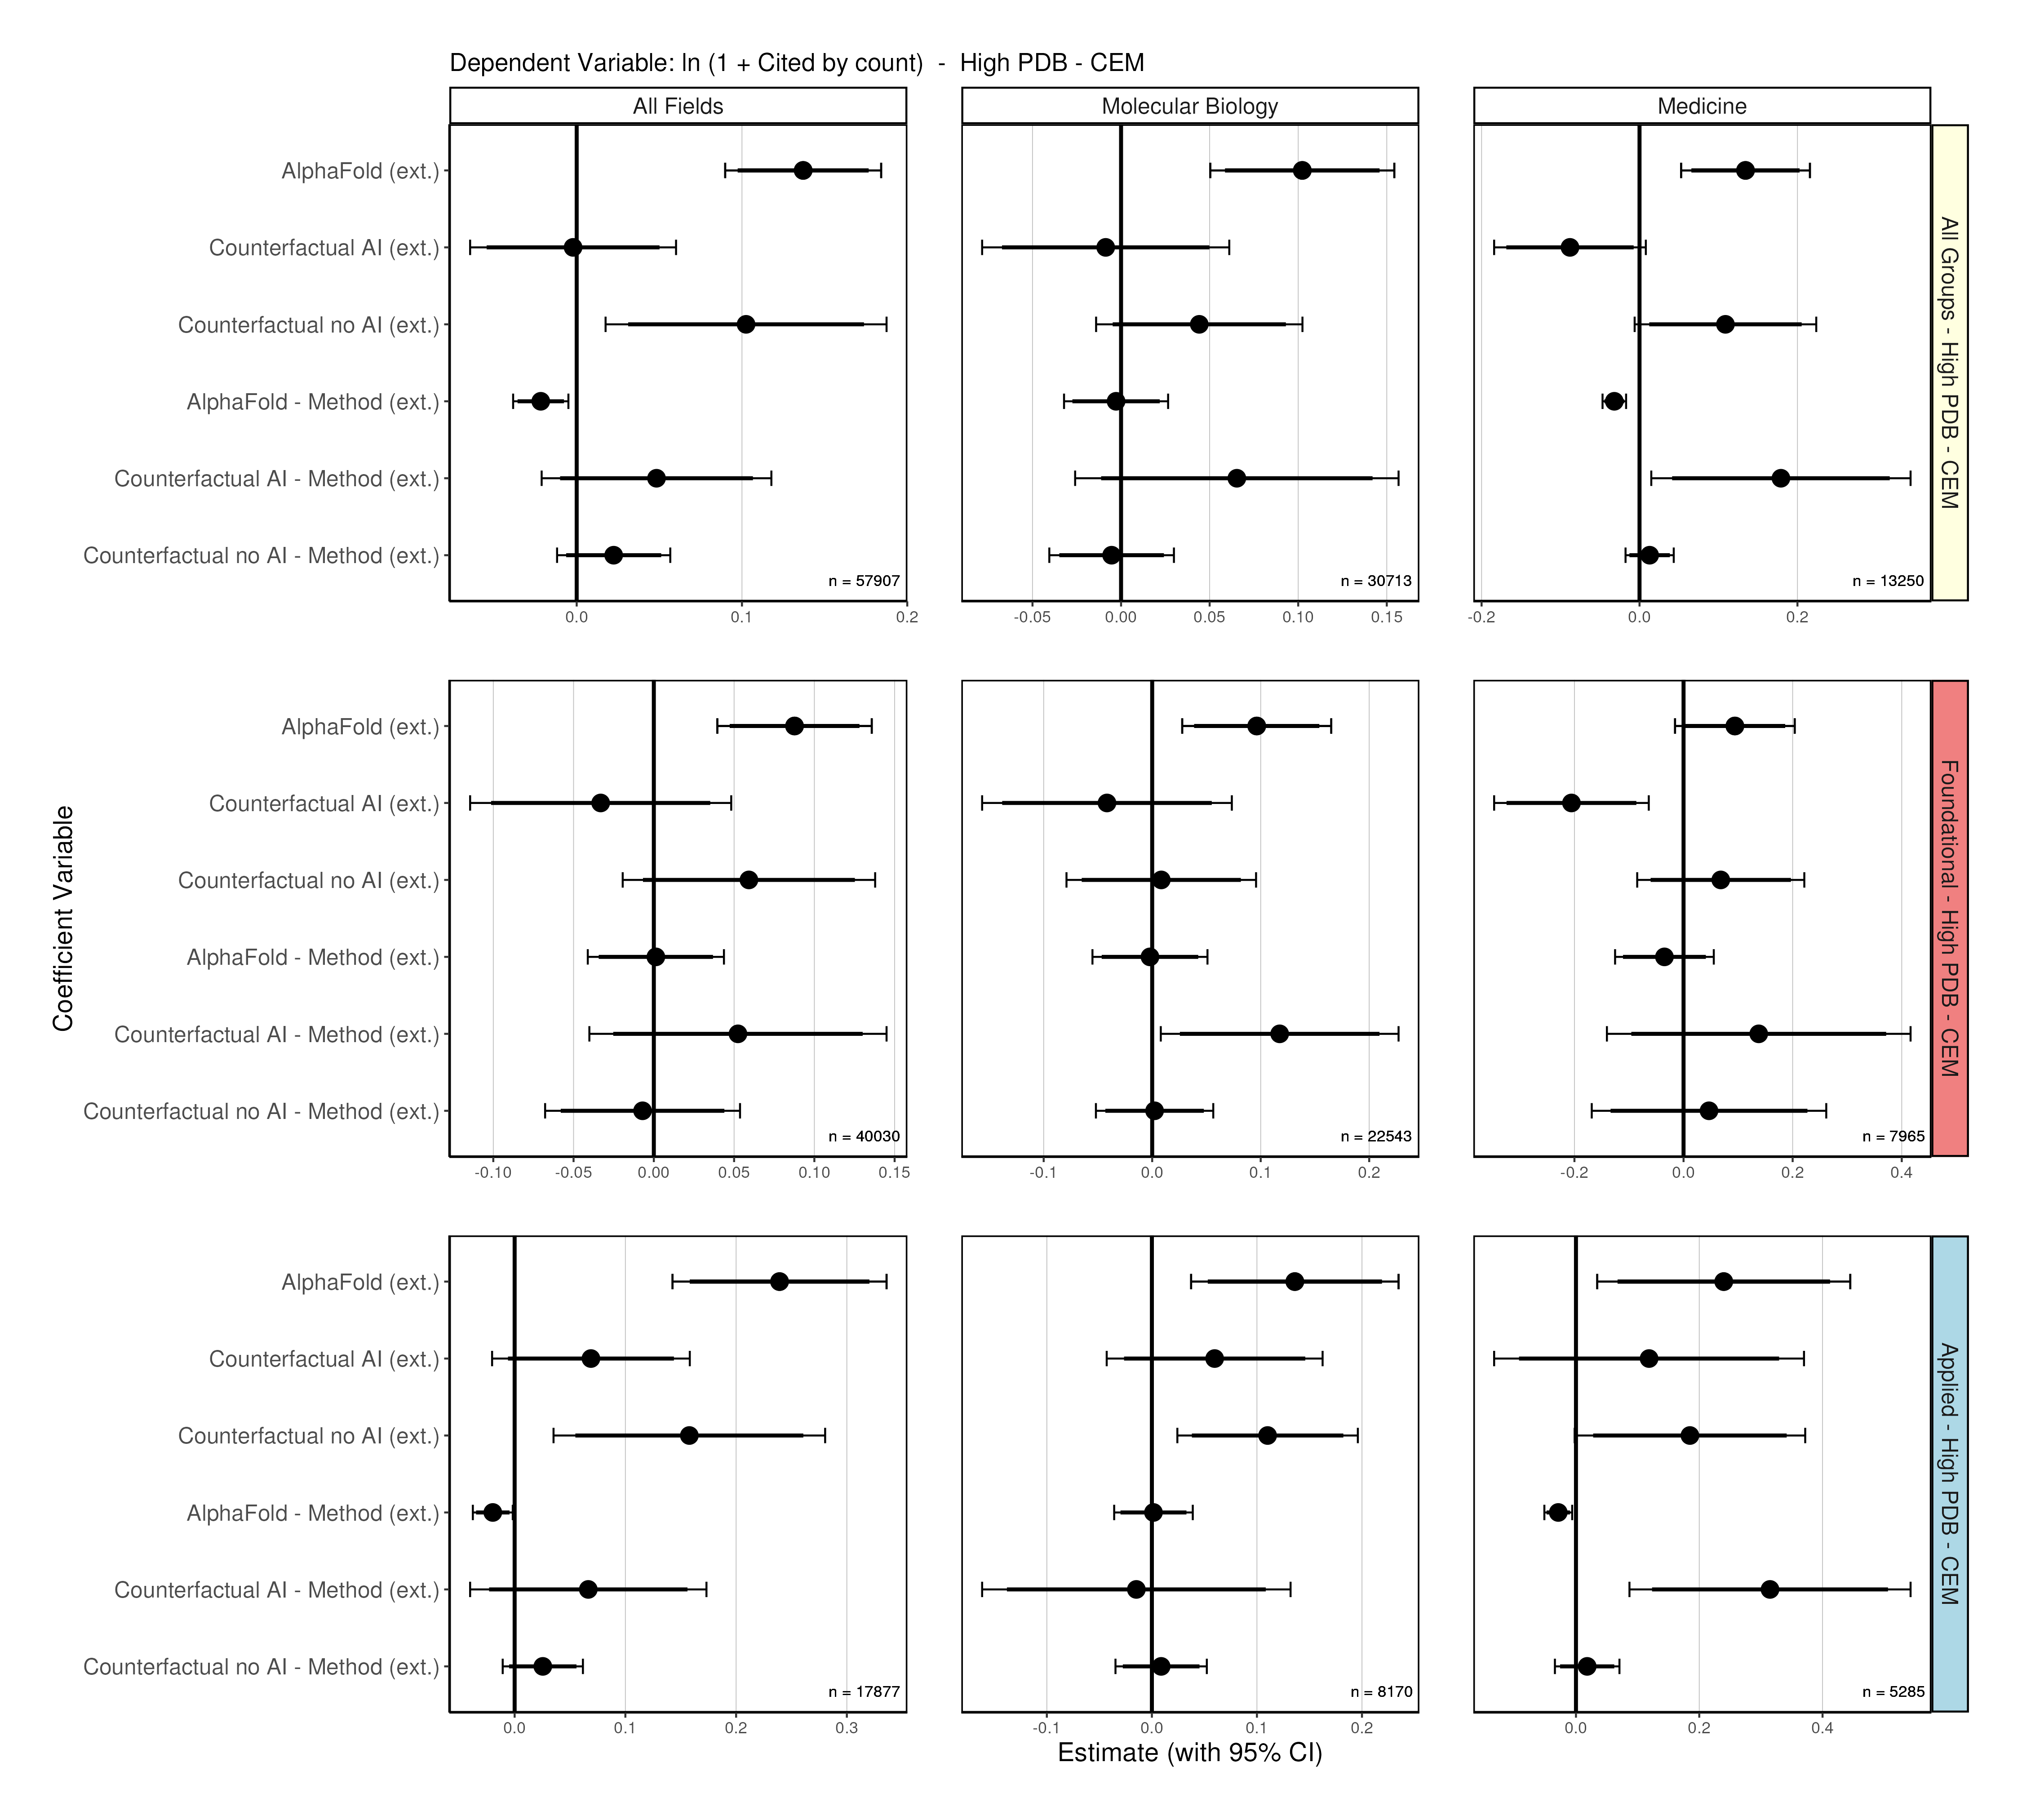 Dependent Variable: ln (1 + Cited by count)  -  High PDB - CEM
All Fields
Molecular Biology
Medicine
AlphaFold (ext.)
Counterfactual AI (ext.)
Counterfactual no AI (ext.)
AlphaFold - Method (ext.)
Counterfactual AI - Method (ext.)
Counterfactual no AI - Method (ext.)
n = 57907
n = 30713
n = 13250
All Groups - High PDB - CEM
0.0 0.1 0.2
-0.05 0.00 0.05 0.10 0.15
-0.2 0.0 0.2
Coefficient Variable
AlphaFold (ext.)
Counterfactual AI (ext.)
Counterfactual no AI (ext.)
AlphaFold - Method (ext.)
Counterfactual AI - Method (ext.)
Counterfactual no AI - Method (ext.)
n = 40030
n = 22543
n = 7965
Foundational - High PDB - CEM
-0.10 -0.05 0.00 0.05 0.10 0.15
-0.1 0.0 0.1 0.2
-0.2 0.0 0.2 0.4
AlphaFold (ext.)
Counterfactual AI (ext.)
Counterfactual no AI (ext.)
AlphaFold - Method (ext.)
Counterfactual AI - Method (ext.)
Counterfactual no AI - Method (ext.)
n = 17877
n = 8170
n = 5285
Applied - High PDB - CEM
0.0 0.1 0.2 0.3
-0.1 0.0 0.1 0.2
0.0 0.2 0.4
Estimate (with 95% CI)